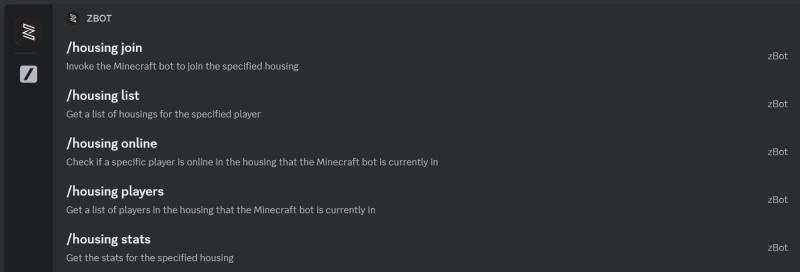 ZBOT
/housing join
Invoke the Minecraft bot to join the specified housing
zBot
/housing list
Get a list of housings for the specified player
zBot
/housing online
Check if a specific player is online in the housing that the Minecraft bot is currently in
zBot
/housing players
Get a list of players in the housing that the Minecraft bot is currently in
zBot
/housing stats
Get the stats for the specified housing
zBot